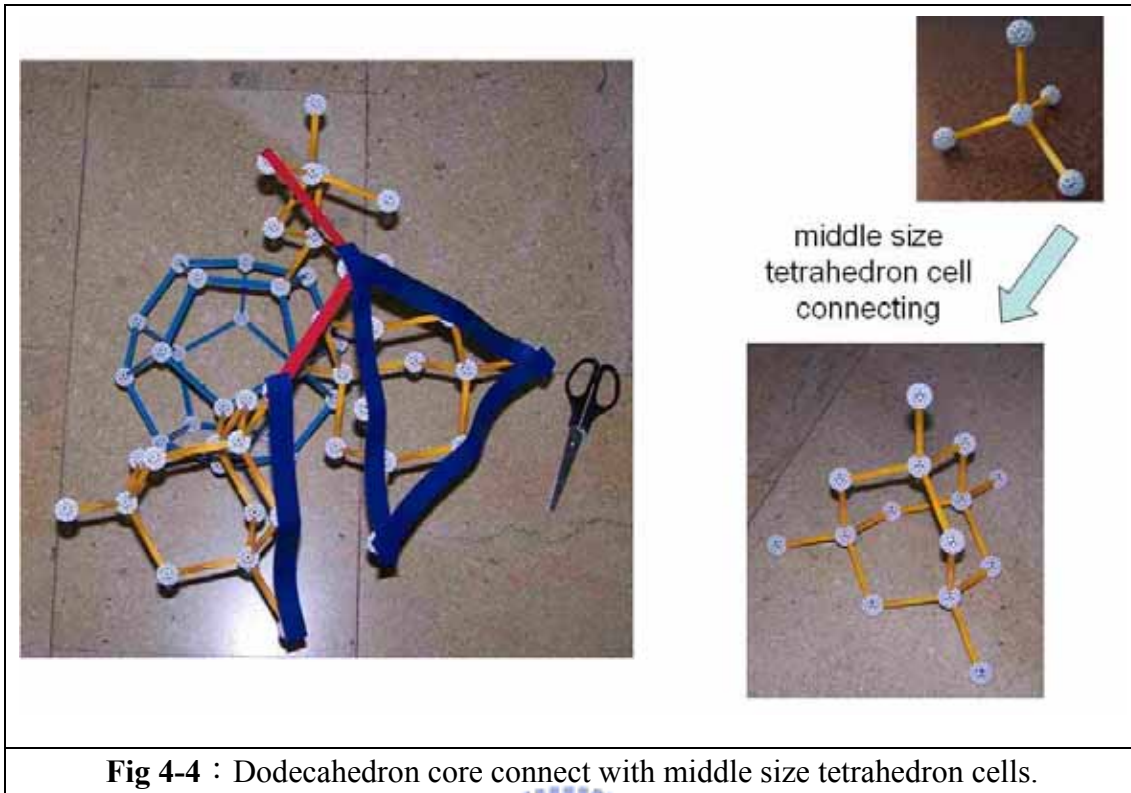 middle size
tetrahedron cell
connecting
Fig 4-4：Dodecahedron core connect with middle size tetrahedron cells.